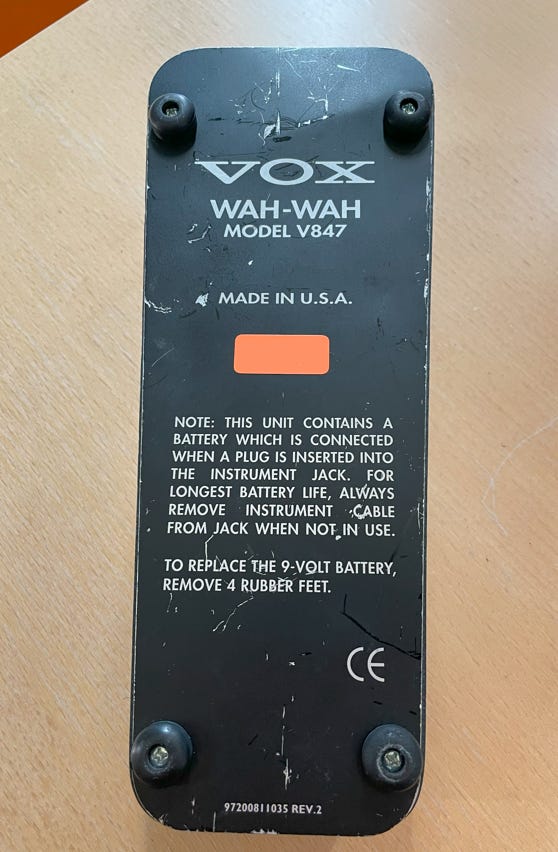 VOX
WAH-WAH
MODEL V847
MADE IN U.S.A.
NOTE: THIS UNIT CONTAINS A
BATTERY WHICH IS CONNECTED
WHEN A PLUG IS INSERTED INTO
THE INSTRUMENT JACK. FOR
LONGEST BATTERY LIFE, ALWAYS
REMOVE INSTRUMENT CABLE
FROM JACK WHEN NOT IN USE.
TO REPLACE THE 9-VOLT BATTERY,
REMOVE 4 RUBBER FEET.
CE
97200811035 REV.2